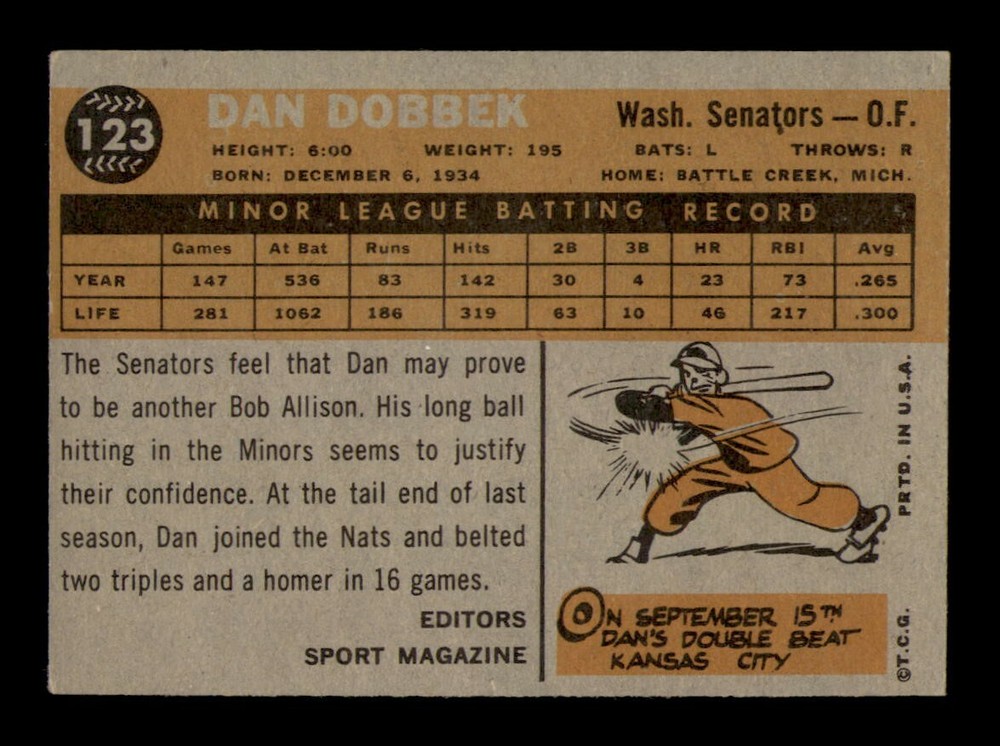 123
DAN DOBBEK
Wash. Senators — O.F.
HEIGHT: 6:00 WEIGHT: 195 BATS: L THROWS: R
BORN: DECEMBER 6, 1934 HOME: BATTLE CREEK, MICH.
MINOR LEAGUE BATTING RECORD
Games At Bat Runs Hits 2B 3B HR RBI Avg
YEAR 147 536 83 142 30 4 23 73 .265
LIFE 281 1062 186 319 63 10 46 217 .300
The Senators feel that Dan may prove
to be another Bob Allison. His long ball
hitting in the Minors seems to justify
their confidence. At the tail end of last
season, Dan joined the Nats and belted
two triples and a homer in 16 games.
EDITORS
SPORT MAGAZINE
ON SEPTEMBER 15TH
DAN'S DOUBLE BEAT
KANSAS CITY
©T.C.G. PRTD. IN U.S.A.